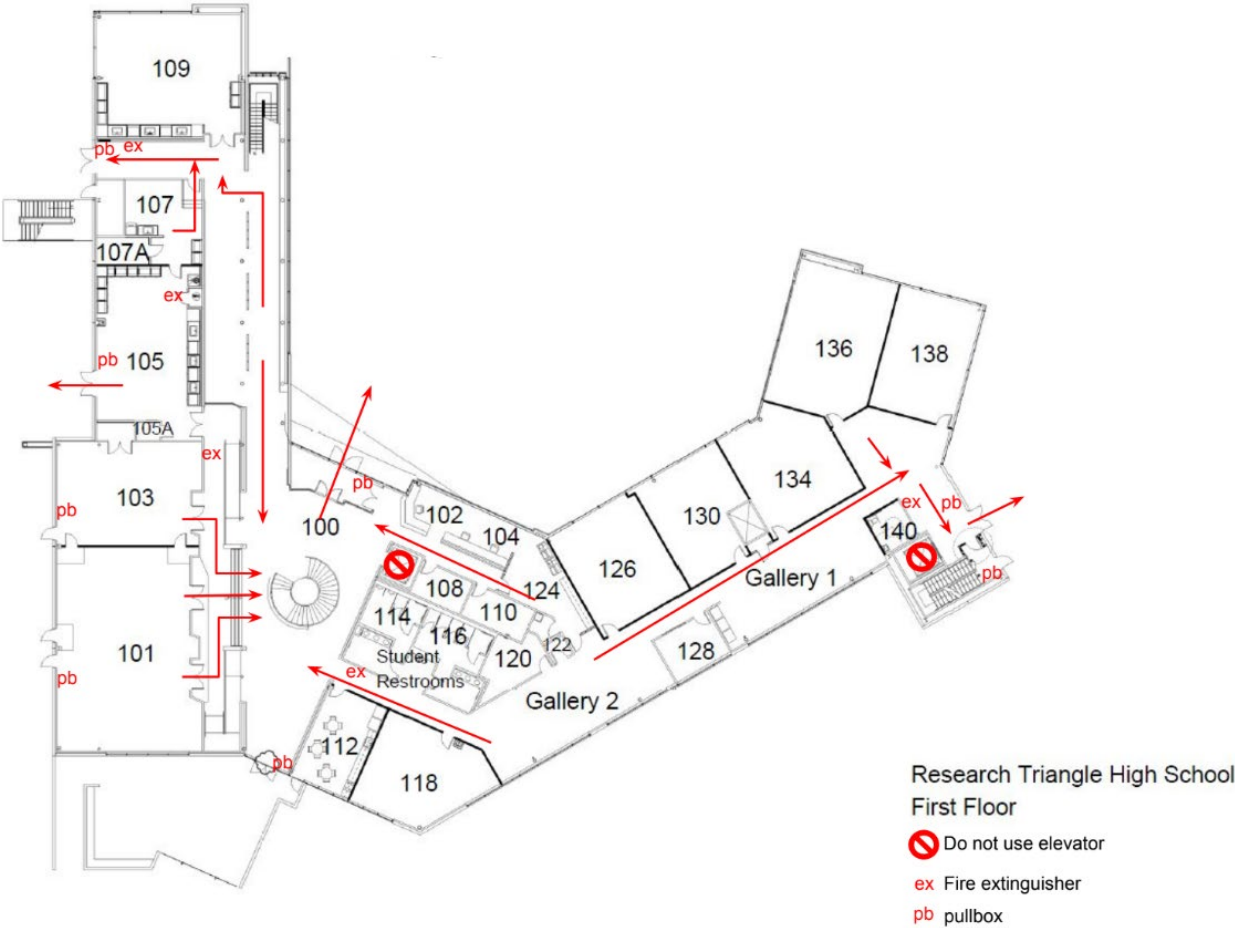 109
pb ex
107
107A
ex
pb 105
105A
ex
103
pb
101
pb
100
pb
102
104
108
110
124
114
116
122
120
Student
Restrooms
ex
112
pb
118
Gallery 2
126
130
134
136
138
ex pb
140
pb
Gallery 1
128
Research Triangle High School
First Floor
Do not use elevator
ex Fire extinguisher
pb pullbox